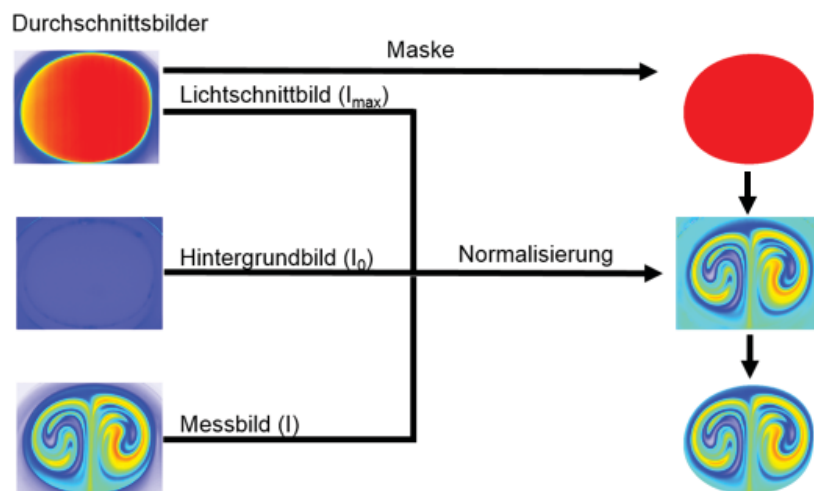 Durchschnittsbilder
Maske
Lichtschnittbild (Imax)
Hintergrundbild (I0)
Normalisierung
Messbild (I)